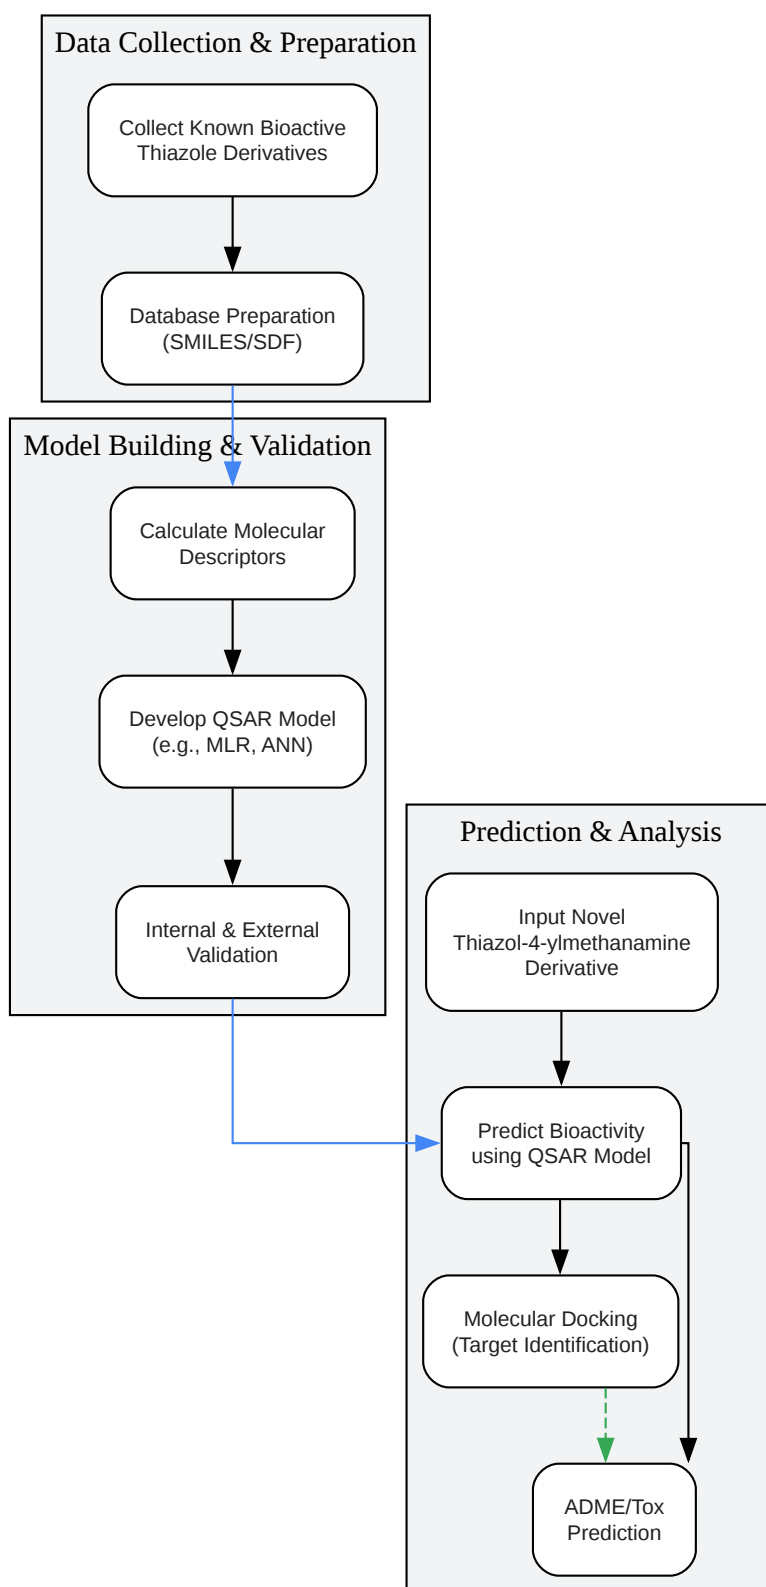 Data Collection & Preparation
Collect Known Bioactive
Thiazole Derivatives
Database Preparation
(SMILES/SDF)
Model Building & Validation
Calculate Molecular
Descriptors
Develop QSAR Model
(e.g., MLR, ANN)
Internal & External
Validation
Prediction & Analysis
Input Novel
Thiazol-4-ylmethanamine
Derivative
Predict Bioactivity
using QSAR Model
Molecular Docking
(Target Identification)
ADME/Tox
Prediction